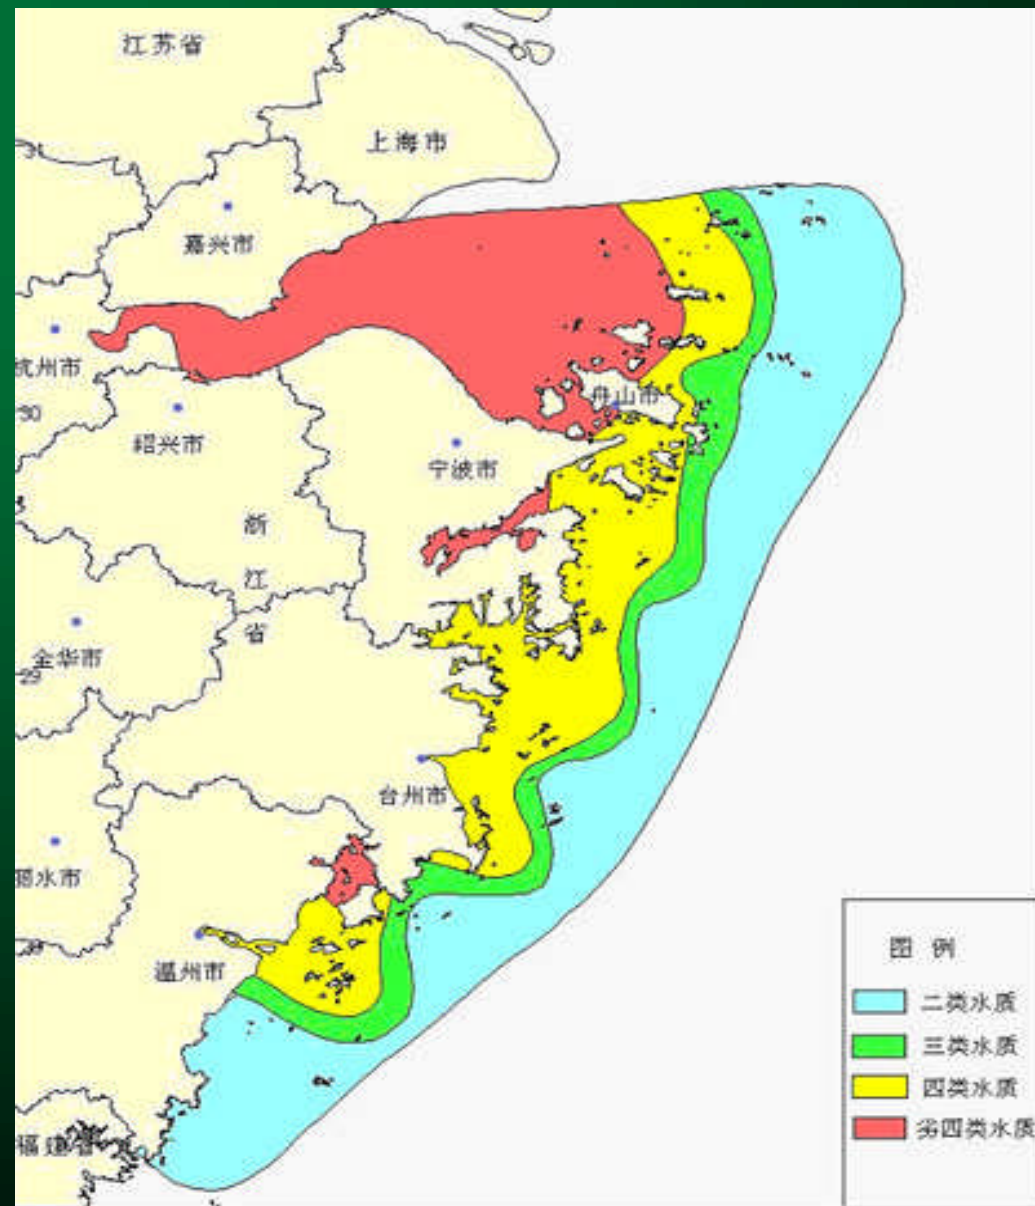 江苏省
上海市
嘉兴市
杭州市
30
舟山市
绍兴市
宁波市
浙
江
省
金华市
29
台州市
丽水市
温州市
福建省
图例
二类水质
三类水质
四类水质
劣四类水质